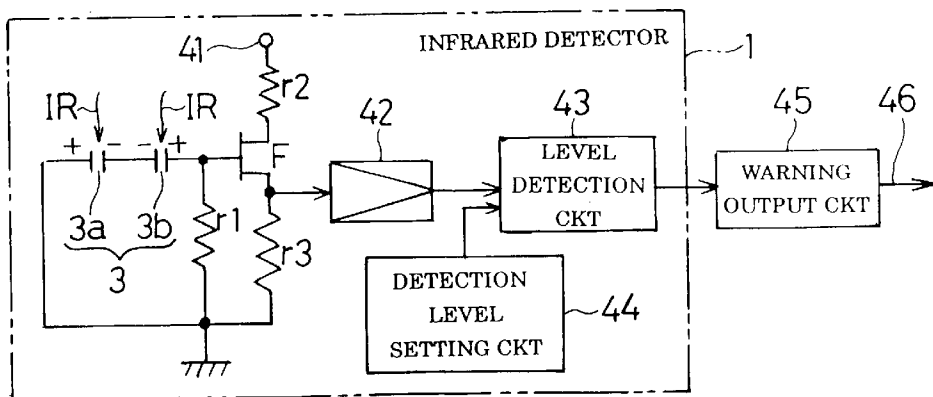 41
INFRARED DETECTOR
1
r2
IR
IR
42
43
45
46
+ - - +
F
LEVEL
DETECTION
CKT
WARNING
OUTPUT CKT
3a
3b
r1
r3
3
DETECTION
LEVEL
SETTING CKT
44